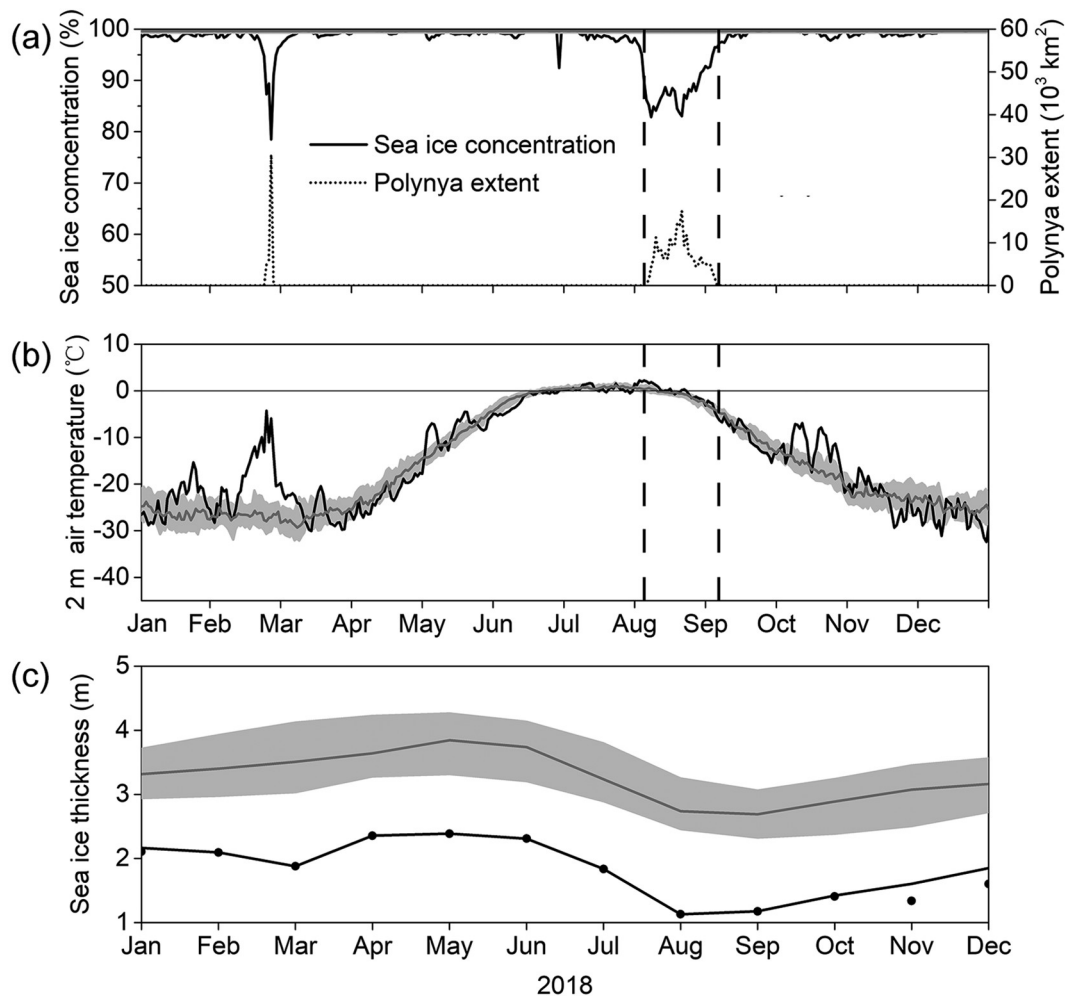 (a)
Sea ice comcentration (%)
100
90
80
70
60
50
Sea ice concentration
Polynya extent
60
50
40
30
20
10
0
Polynya extent (10³ km²)
(b)
2 m air temperature (℃)
10
0
-10
-20
-30
-40
Jan Feb Mar Apr May Jun Jul Aug Sep Oct Nov Dec
(c)
Sea ice thickness (m)
5
4
3
2
1
Jan Feb Mar Apr May Jun Jul Aug Sep Oct Nov Dec
2018